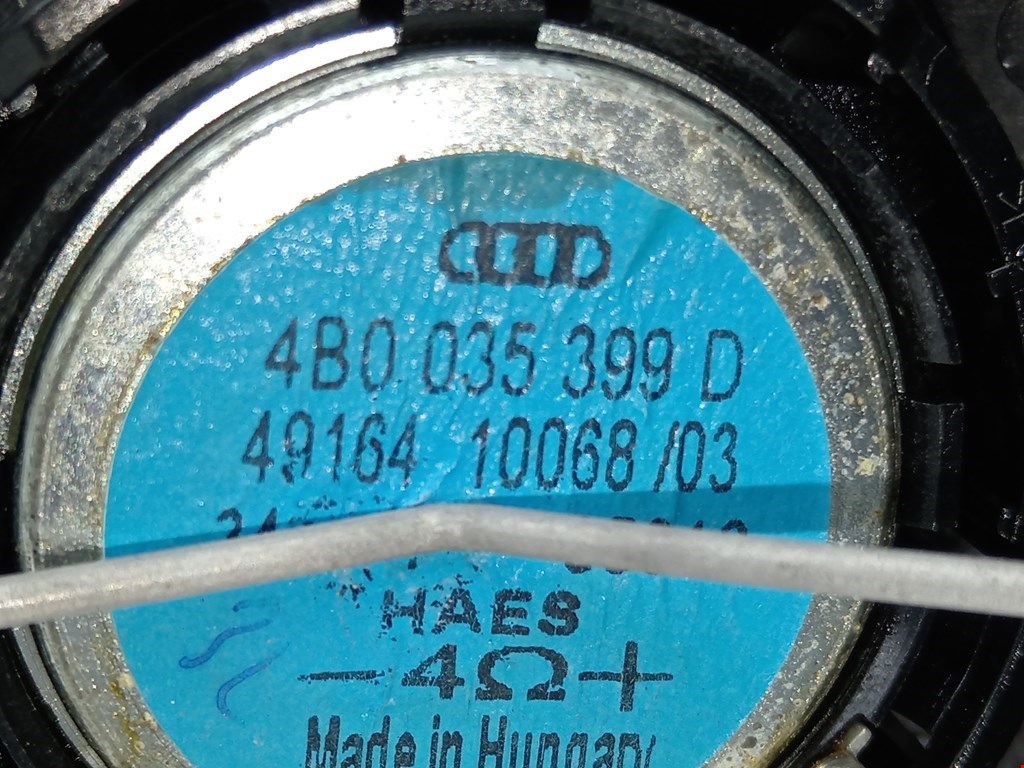 4B0 035 399 D
49164 10068 /03
HAES
−4Ω+
Made in Hungary